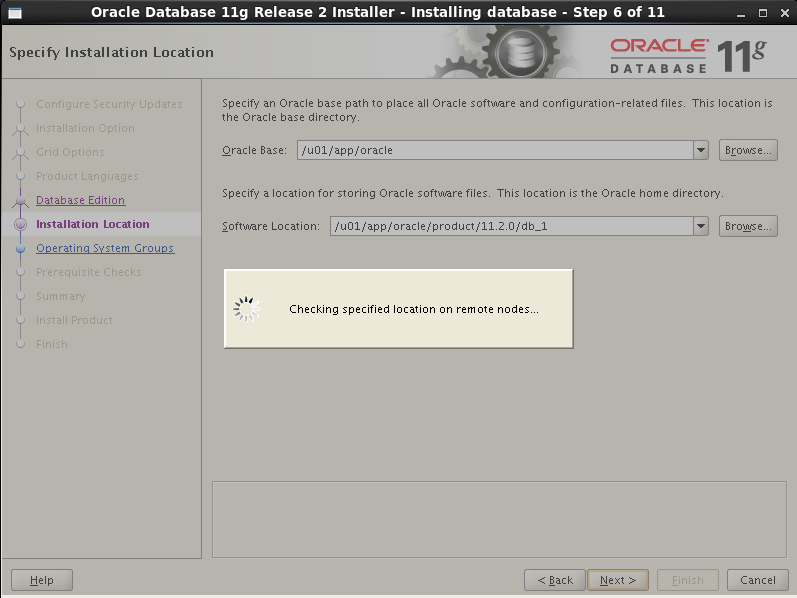 Oracle Database 11g Release 2 Installer - Installing database - Step 6 of 11
Specify Installation Location
ORACLE
DATABASE
11g
Configure Security Updates
Installation Option
Grid Options
Product Languages
Database Edition
Installation Location
Operating System Groups
Prerequisite Checks
Summary
Install Product
Finish
Specify an Oracle base path to place all Oracle software and configuration-related files. This location is
the Oracle base directory.
Oracle Base: /u01/app/oracle Browse...
Specify a location for storing Oracle software files. This location is the Oracle home directory.
Software Location: /u01/app/oracle/product/11.2.0/db_1 Browse...
Checking specified location on remote nodes...
Help < Back Next > Finish Cancel